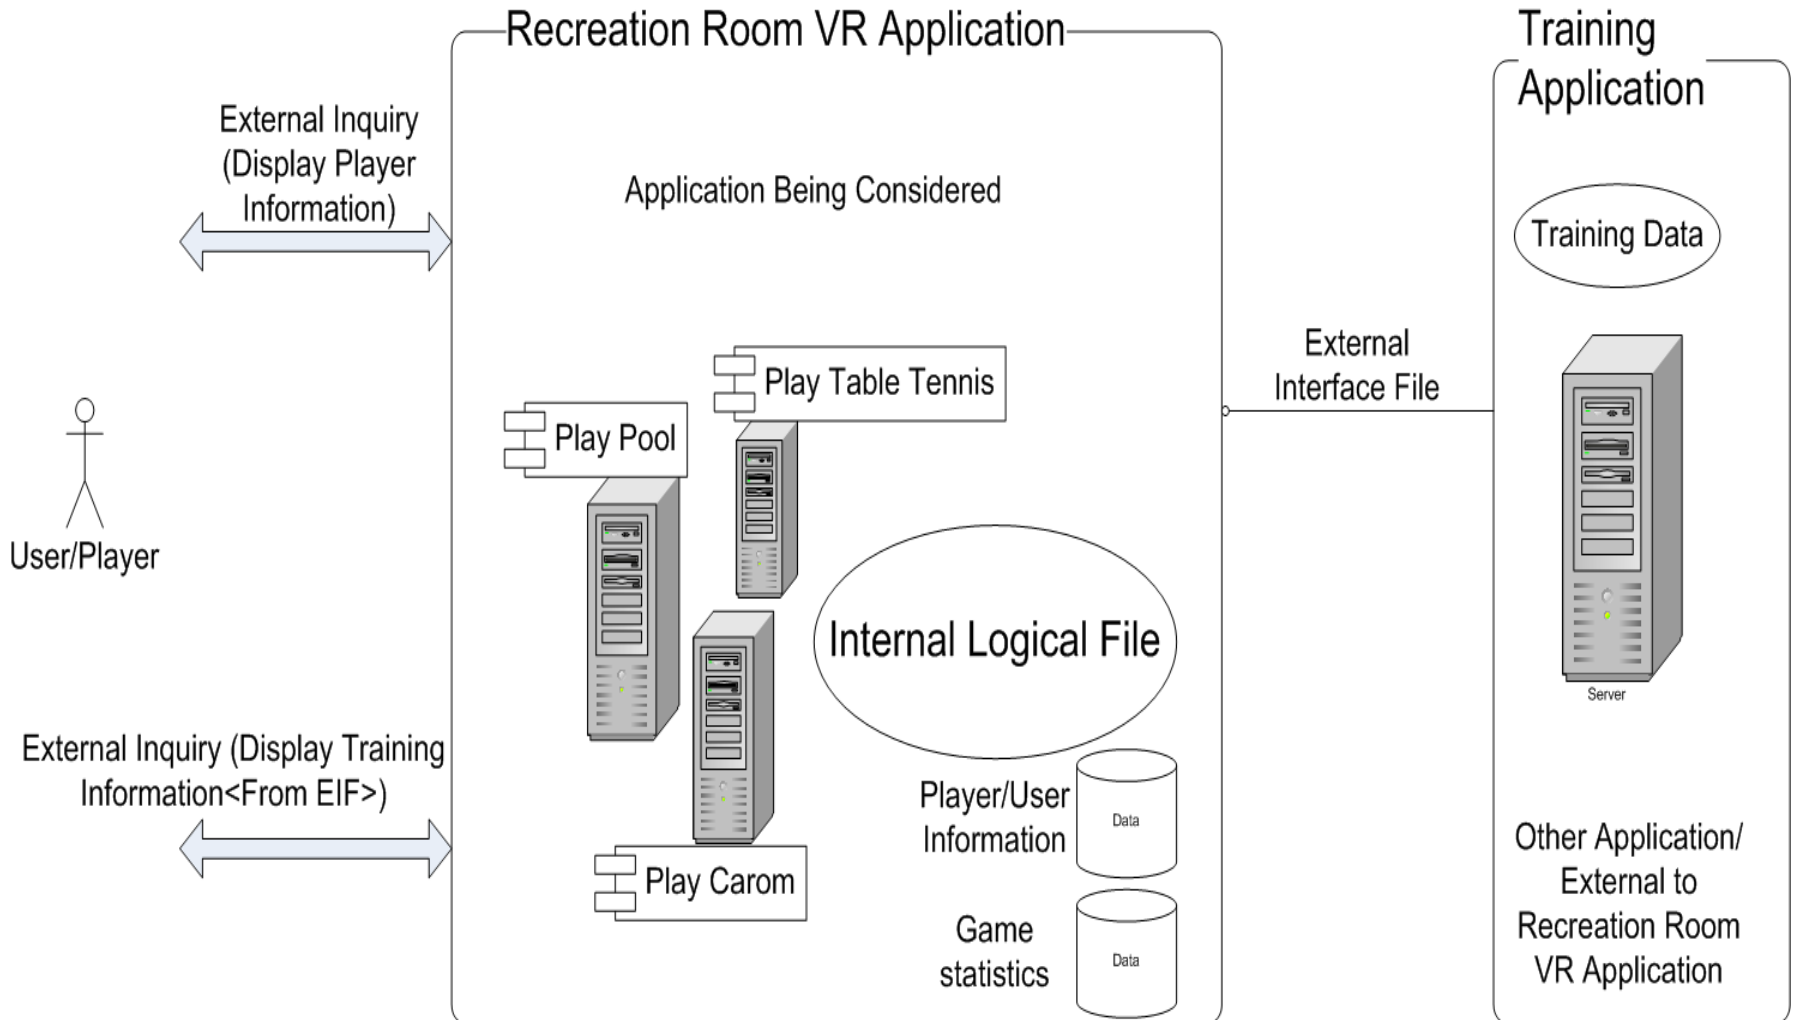 Recreation Room VR Application
Training
Application
External Inquiry
(Display Player
Information)
Application Being Considered
Training Data
External
Interface File
Play Table Tennis
Play Pool
User/Player
Internal Logical File
Server
External Inquiry (Display Training
Information<From EIF>)
Player/User
Information
Data
Play Carom
Game
statistics
Data
Other Application/
External to
Recreation Room
VR Application